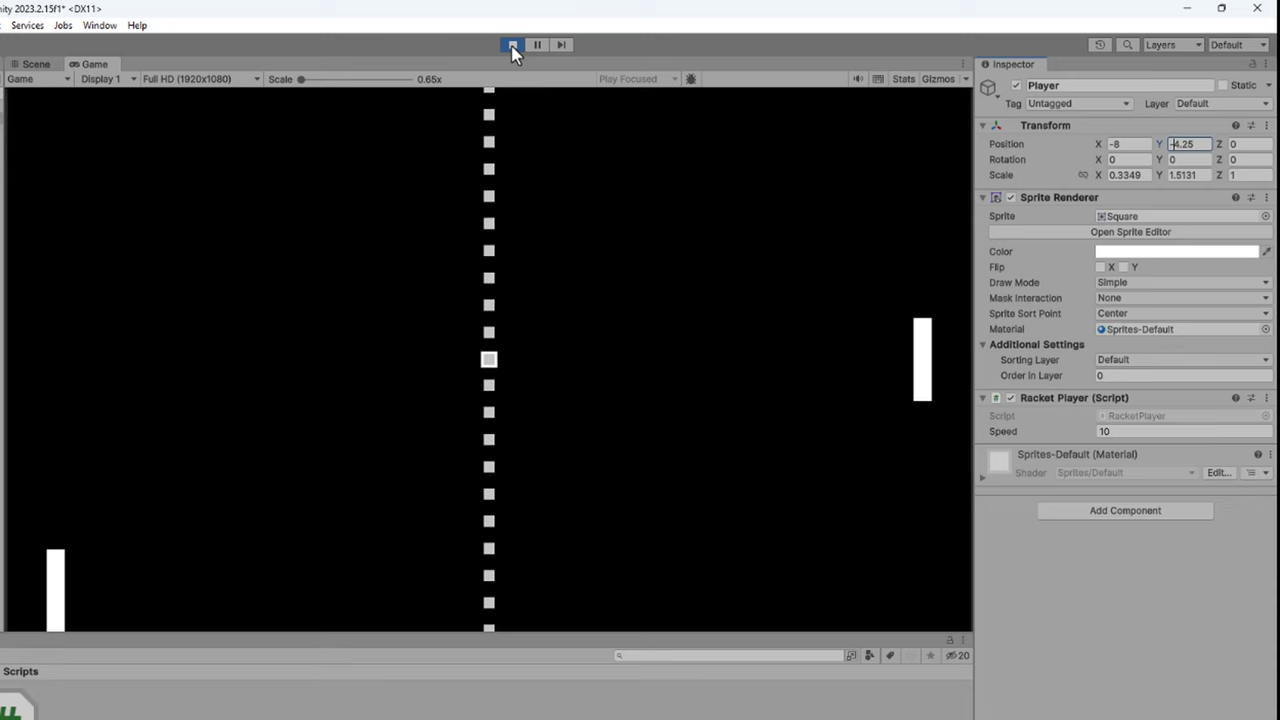 nity 2023.2.15f1* <DX11>
Services Jobs Window Help
Layers Default
Scene Game
Game Display 1 Full HD (1920x1080) Scale 0.65x Play Focused Stats Gizmos
Inspector
Player Static
Tag Untagged Layer Default
Transform
Position X -8 Y -4.25 Z 0
Rotation X 0 Y 0 Z 0
Scale X 0.3349 Y 1.5131 Z 1
Sprite Renderer
Sprite Square
Open Sprite Editor
Color
Flip X Y
Draw Mode Simple
Mask Interaction None
Sprite Sort Point Center
Material Sprites-Default
Additional Settings
Sorting Layer Default
Order in Layer 0
Racket Player (Script)
Script RacketPlayer
Speed 10
Sprites-Default (Material)
Shader Sprites/Default Edit...
Add Component
20
Scripts